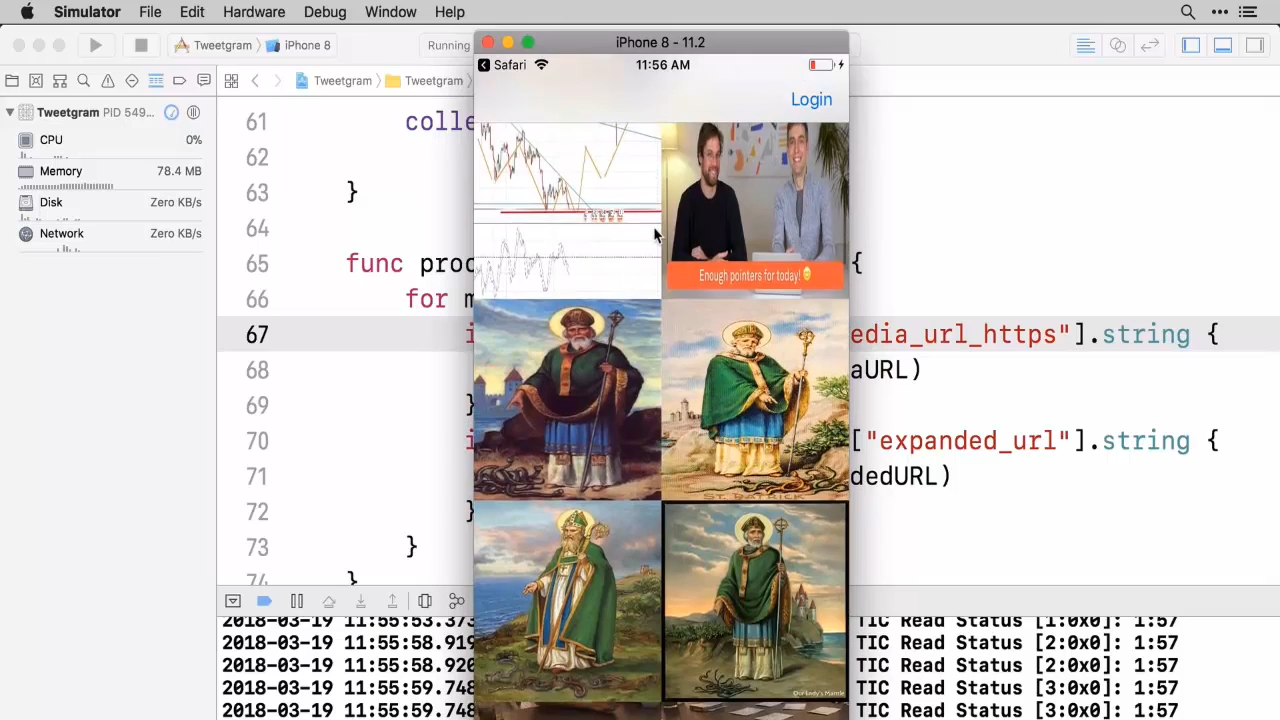 Simulator File Edit Hardware Debug Window Help
Tweetgram iPhone 8 Running
iPhone 8 - 11.2
Safari 11:56 AM
Login
Tweetgram Tweetgram
Tweetgram PID 549...
CPU 0%
Memory 78.4 MB
Disk Zero KB/s
Network Zero KB/s
61 colle
62
63 }
64
65 func proc {
66 for m
67 i edia_url_https"].string {
68 aURL)
69 }
70 i ["expanded_url"].string {
71 dedURL)
72 }
73 }
74 }
Enough pointers for today!
ST. PATRICK
Our Lady's Mantle
2018-03-19 11:55:53.373 TIC Read Status [1:0x0]: 1:57
2018-03-19 11:55:58.919 TIC Read Status [2:0x0]: 1:57
2018-03-19 11:55:58.920 TIC Read Status [2:0x0]: 1:57
2018-03-19 11:55:59.748 TIC Read Status [3:0x0]: 1:57
2018-03-19 11:55:59.748 TIC Read Status [3:0x0]: 1:57